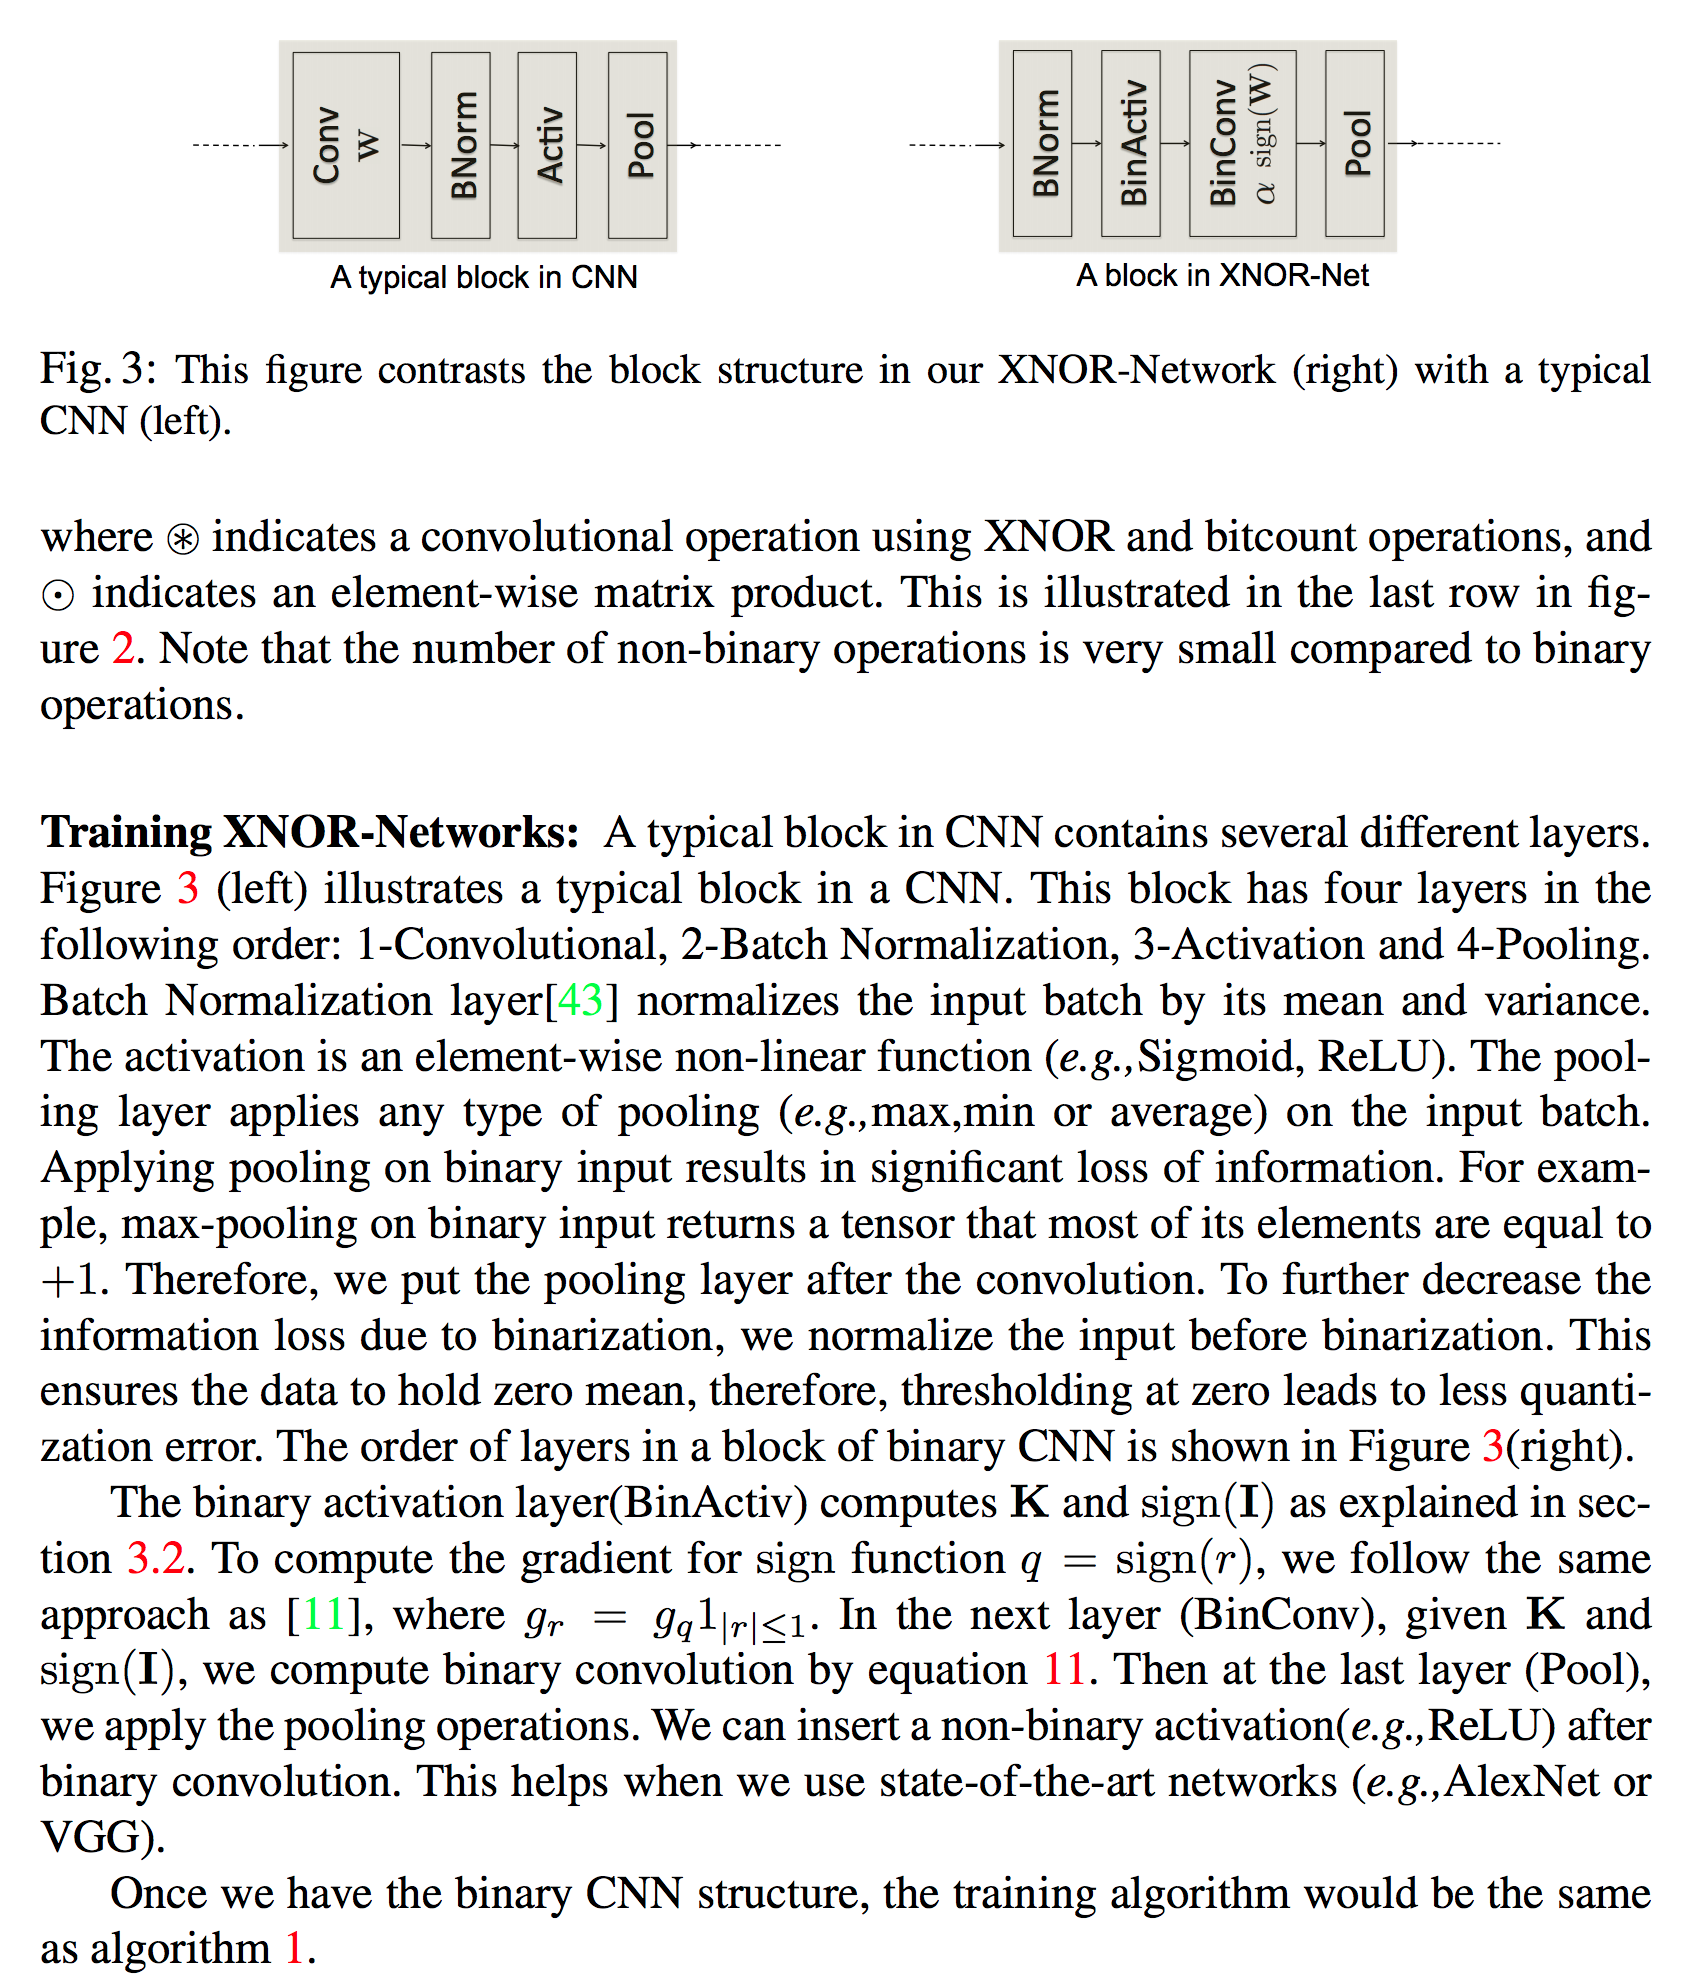 Conv
W
BNorm
Activ
Pool
A typical block in CNN
BNorm
BinActiv
BinConv
α sign(W)
Pool
A block in XNOR-Net
Fig. 3: This figure contrasts the block structure in our XNOR-Network (right) with a typical
CNN (left).
where ⊛ indicates a convolutional operation using XNOR and bitcount operations, and
⊙ indicates an element-wise matrix product. This is illustrated in the last row in fig-
ure 2. Note that the number of non-binary operations is very small compared to binary
operations.
Training XNOR-Networks: A typical block in CNN contains several different layers.
Figure 3 (left) illustrates a typical block in a CNN. This block has four layers in the
following order: 1-Convolutional, 2-Batch Normalization, 3-Activation and 4-Pooling.
Batch Normalization layer[43] normalizes the input batch by its mean and variance.
The activation is an element-wise non-linear function (e.g.,Sigmoid, ReLU). The pool-
ing layer applies any type of pooling (e.g.,max,min or average) on the input batch.
Applying pooling on binary input results in significant loss of information. For exam-
ple, max-pooling on binary input returns a tensor that most of its elements are equal to
+1. Therefore, we put the pooling layer after the convolution. To further decrease the
information loss due to binarization, we normalize the input before binarization. This
ensures the data to hold zero mean, therefore, thresholding at zero leads to less quanti-
zation error. The order of layers in a block of binary CNN is shown in Figure 3(right).
The binary activation layer(BinActiv) computes K and sign(I) as explained in sec-
tion 3.2. To compute the gradient for sign function q = sign(r), we follow the same
approach as [11], where g_r = g_q 1_{|r|≤1}. In the next layer (BinConv), given K and
sign(I), we compute binary convolution by equation 11. Then at the last layer (Pool),
we apply the pooling operations. We can insert a non-binary activation(e.g.,ReLU) after
binary convolution. This helps when we use state-of-the-art networks (e.g.,AlexNet or
VGG).
Once we have the binary CNN structure, the training algorithm would be the same
as algorithm 1.